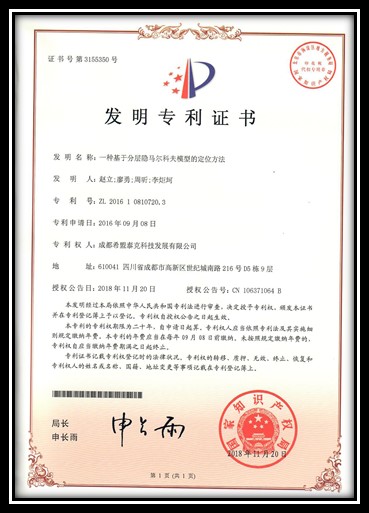 证书号第3155350号
发明专利证书
发明名称：一种基于分层隐马尔科夫模型的定位方法
发明人：赵立;廖勇;周昕;李炬珂
专利号：ZL 2016 1 0810720.3
专利申请日：2016年09月08日
专利权人：成都希盟泰克科技发展有限公司
地址：610041 四川省成都市高新区世纪城南路216号D5栋9层
授权公告日：2018年11月20日 授权公告号：CN 106371064 B
本发明经过本局依照中华人民共和国专利法进行审查，决定授予专利权，颁发本证书
并在专利登记簿上予以登记。专利权自授权公告之日起生效。
本专利的专利权期限为二十年，自申请日起算。专利权人应当依照专利法及其实施细
则规定缴纳年费。本专利的年费应当在每年09月08日前缴纳。未按照规定缴纳年费的，
专利权自应当缴纳年费期满之日起终止。
专利证书记载专利权登记时的法律状况。专利权的转移、质押、无效、终止、恢复和
专利权人的姓名或名称、国籍、地址变更等事项记载在专利登记簿上。
局长
申长雨
申长雨
国家知识产权局
2018年11月20日
第1页(共1页)